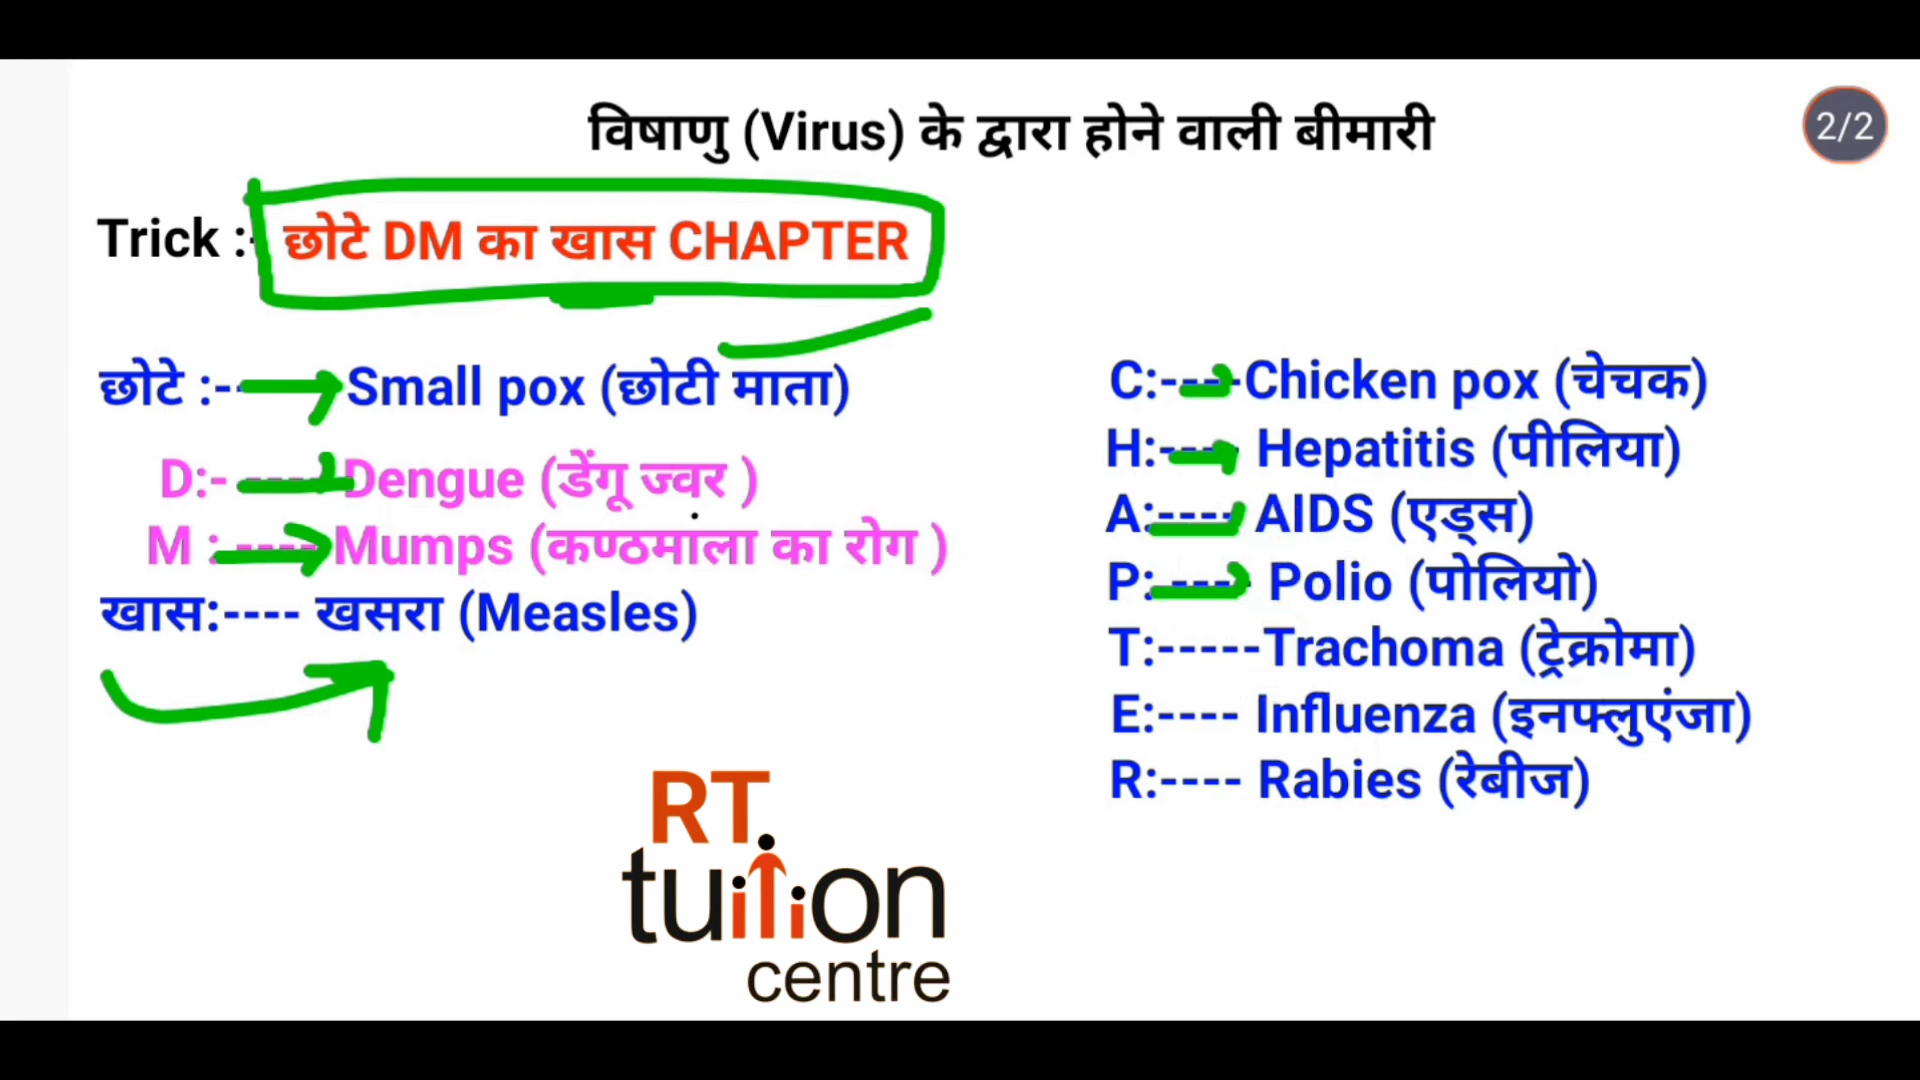 विषाणु (Virus) के द्वारा होने वाली बीमारी
2/2
Trick :- छोटे DM का खास CHAPTER
छोटे :-- Small pox (छोटी माता)
D:- ---- Dengue (डेंगू ज्वर )
M : ---- Mumps (कण्ठमाला का रोग )
खास:---- खसरा (Measles)
C:-----Chicken pox (चेचक)
H:---- Hepatitis (पीलिया)
A:---- AIDS (एड्स)
P: ---- Polio (पोलियो)
T:-----Trachoma (ट्रेक्रोमा)
E:---- Influenza (इनफ्लुएंजा)
R:---- Rabies (रेबीज)
RT
tuition
centre